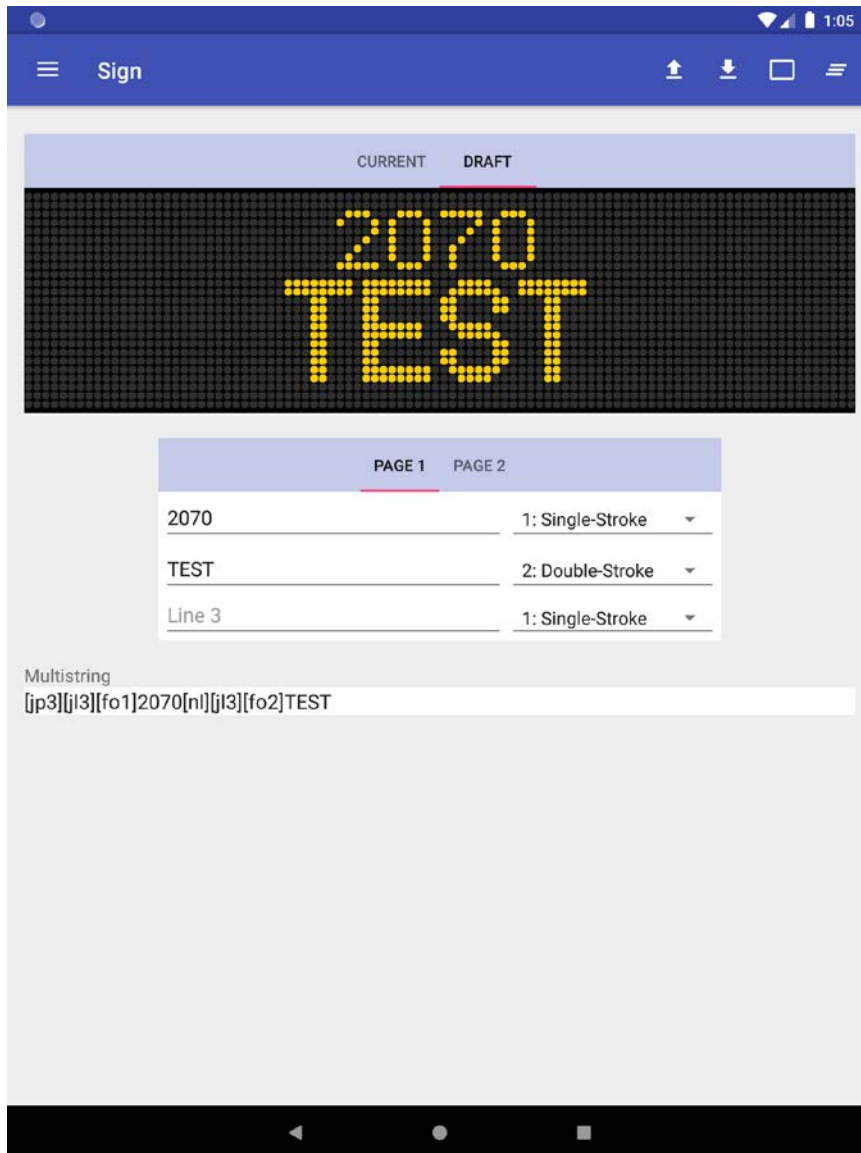 1:05
Sign
CURRENT DRAFT
2070
TEST
PAGE 1 PAGE 2
2070 1: Single-Stroke
TEST 2: Double-Stroke
Line 3 1: Single-Stroke
Multistring
[jp3][jl3][fo1]2070[nl][jl3][fo2]TEST